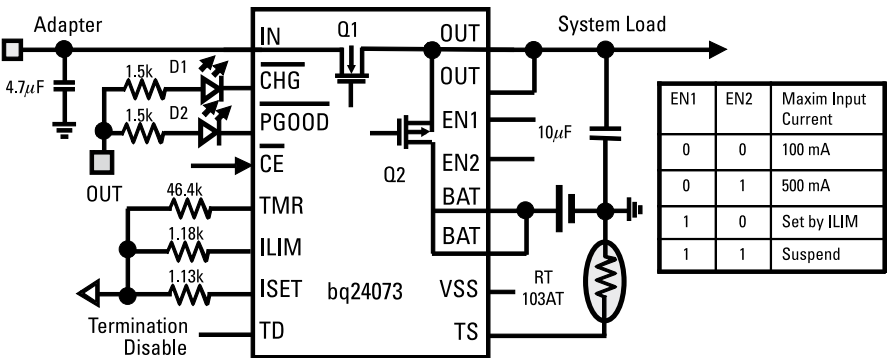 Adapter
4.7μF
1.5k
D1
1.5k
D2
OUT
46.4k
1.18k
1.13k
Termination
Disable
IN
CHG
PGOOD
CE
TMR
ILIM
ISET
TD
Q1
Q2
bq24073
OUT
OUT
EN1
EN2
BAT
BAT
VSS
TS
System Load
10μF
RT
103AT
EN1 EN2 Maxim Input
Current
0 0 100 mA
0 1 500 mA
1 0 Set by ILIM
1 1 Suspend